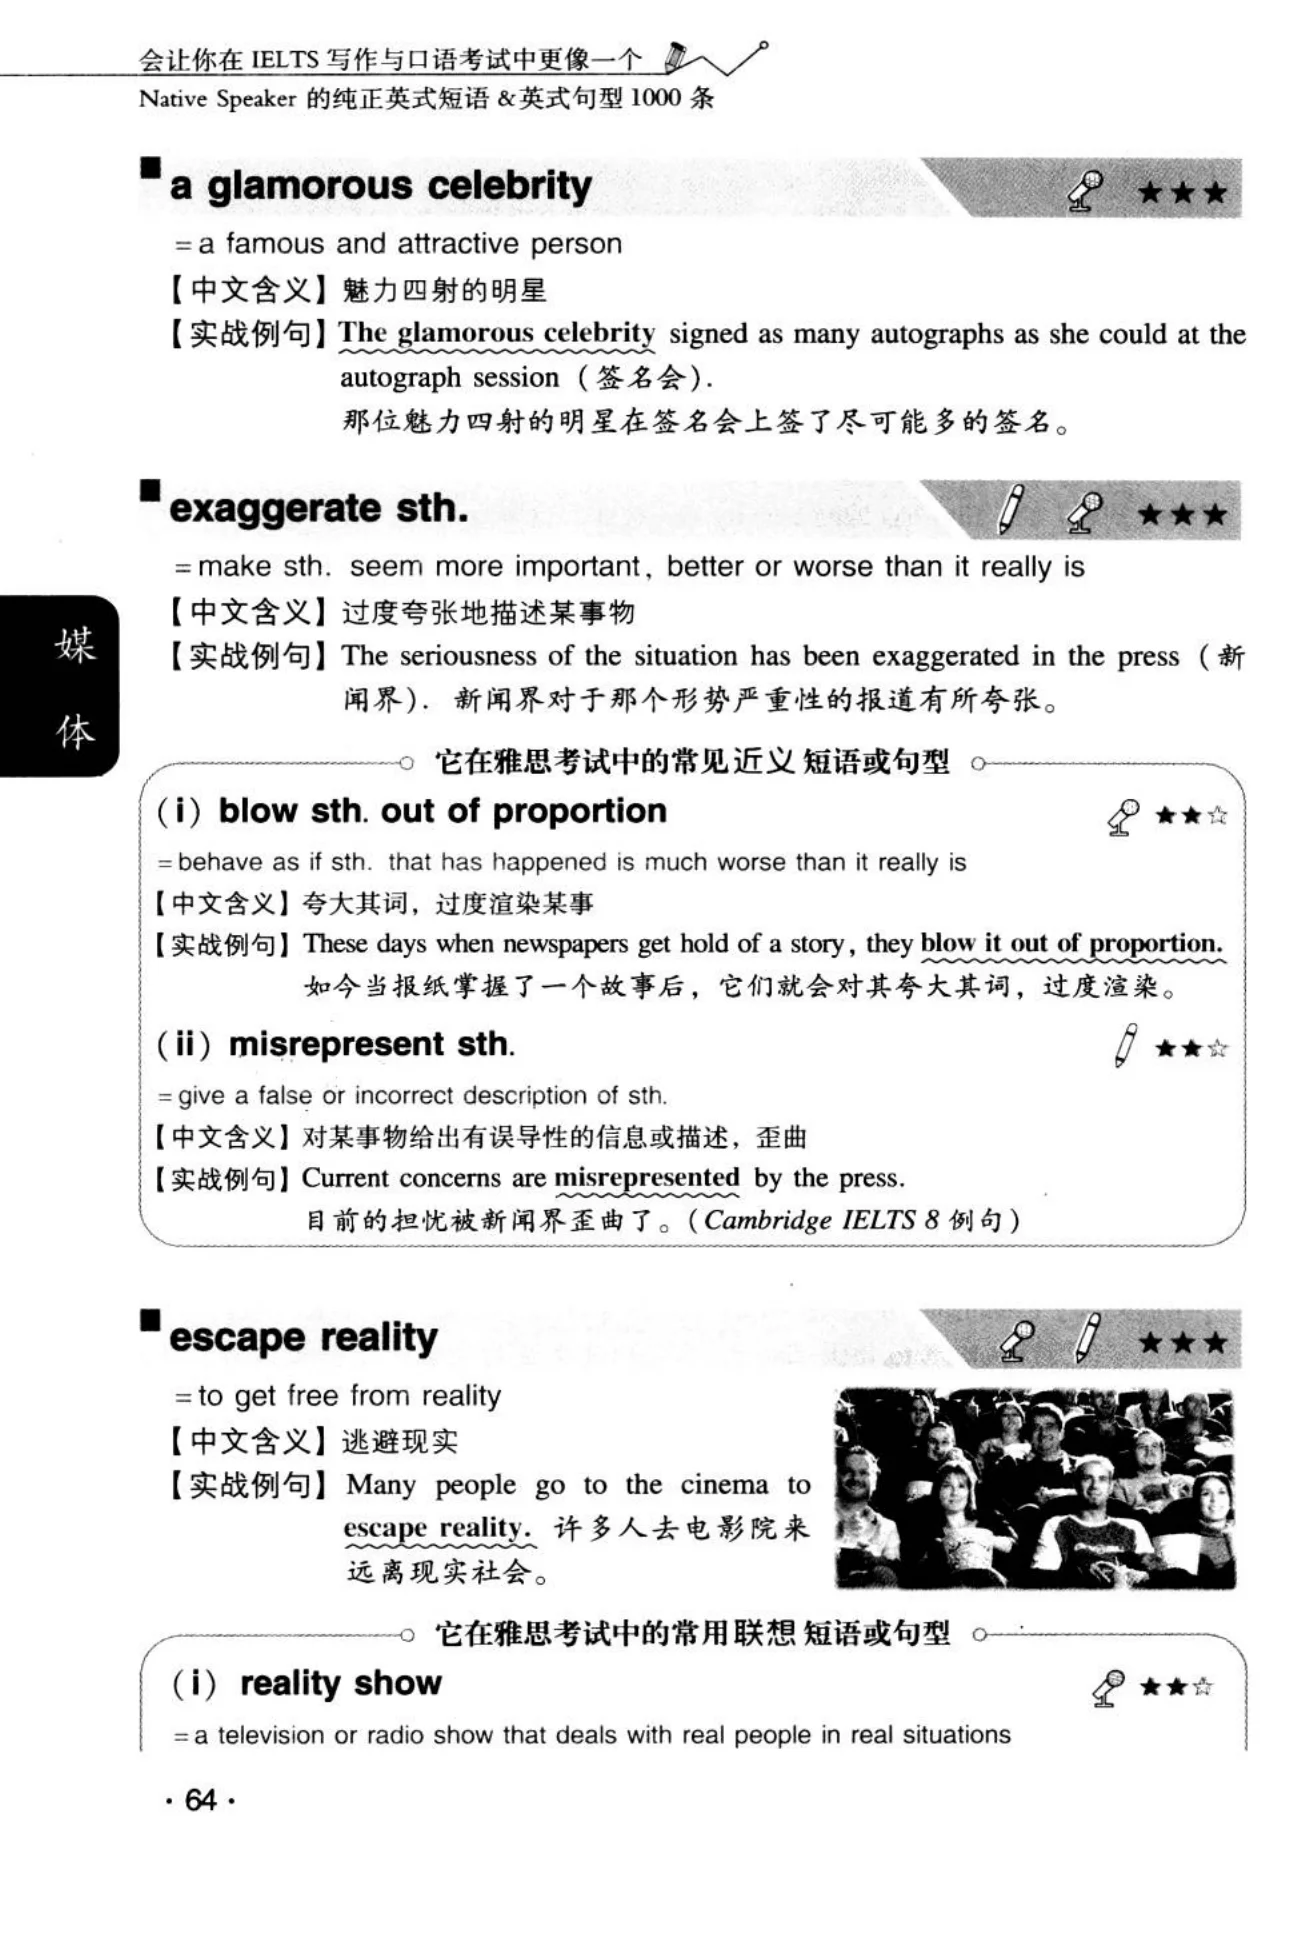 会让你在 IELTS 写作与口语考试中更像一个
Native Speaker 的纯正英式短语 &英式句型 1000 条
a glamorous celebrity ★★★
=a famous and attractive person
【中文含义】魅力四射的明星
【实战例句】The glamorous celebrity signed as many autographs as she could at the
autograph session (签名会).
那位魅力四射的明星在签名会上签了尽可能多的签名。
exaggerate sth. ★★★
=make sth. seem more important, better or worse than it really is
【中文含义】过度夸张地描述某事物
【实战例句】The seriousness of the situation has been exaggerated in the press (新
闻界). 新闻界对于那个形势严重性的报道有所夸张。
媒体
它在雅思考试中的常见近义短语或句型
(i) blow sth. out of proportion ★★☆
=behave as if sth. that has happened is much worse than it really is
【中文含义】夸大其词，过度渲染某事
【实战例句】These days when newspapers get hold of a story, they blow it out of proportion.
如今当报纸掌握了一个故事后，它们就会对其夸大其词，过度渲染。
(ii) misrepresent sth. ★★☆
=give a false or incorrect description of sth.
【中文含义】对某事物给出有误导性的信息或描述，歪曲
【实战例句】Current concerns are misrepresented by the press.
目前的担忧被新闻界歪曲了。(Cambridge IELTS 8 例句)
escape reality ★★★
=to get free from reality
【中文含义】逃避现实
【实战例句】Many people go to the cinema to
escape reality. 许多人去电影院来
远离现实社会。
它在雅思考试中的常用联想短语或句型
(i) reality show ★★☆
=a television or radio show that deals with real people in real situations
·64·